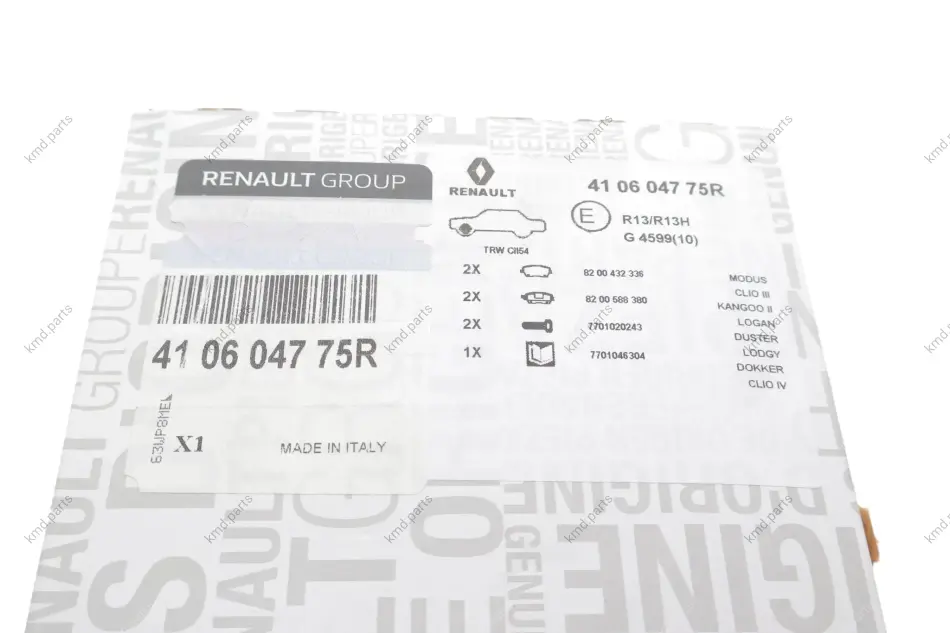 RENAULT GROUP
41 06 047 75R
X1
MADE IN ITALY
RENAULT
41 06 047 75R
E
R13/R13H
G 4599(10)
TRW CII54
2X 82 00 432 336
2X 82 00 588 380
2X 7701020243
1X 7701046304
MODUS
CLIO III
KANGOO II
LOGAN
DUSTER
LODGY
DOKKER
CLIO IV
kmd.parts